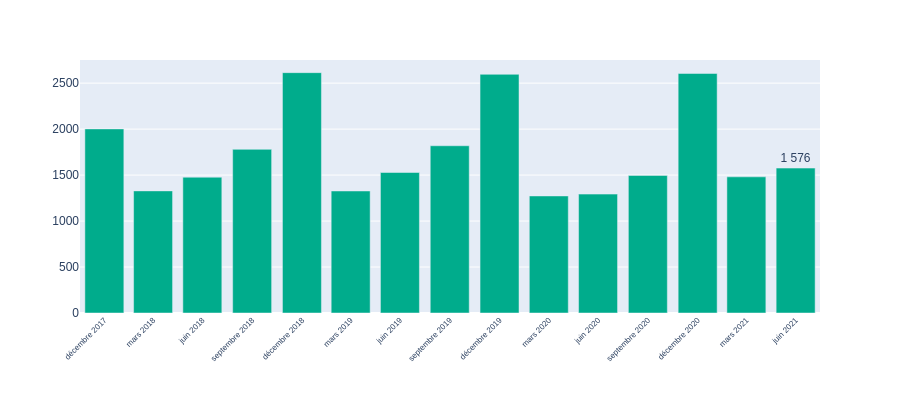 2500
2000
1500
1000
500
0
1 576
décembre 2017
mars 2018
juin 2018
septembre 2018
décembre 2018
mars 2019
juin 2019
septembre 2019
décembre 2019
mars 2020
juin 2020
septembre 2020
décembre 2020
mars 2021
juin 2021